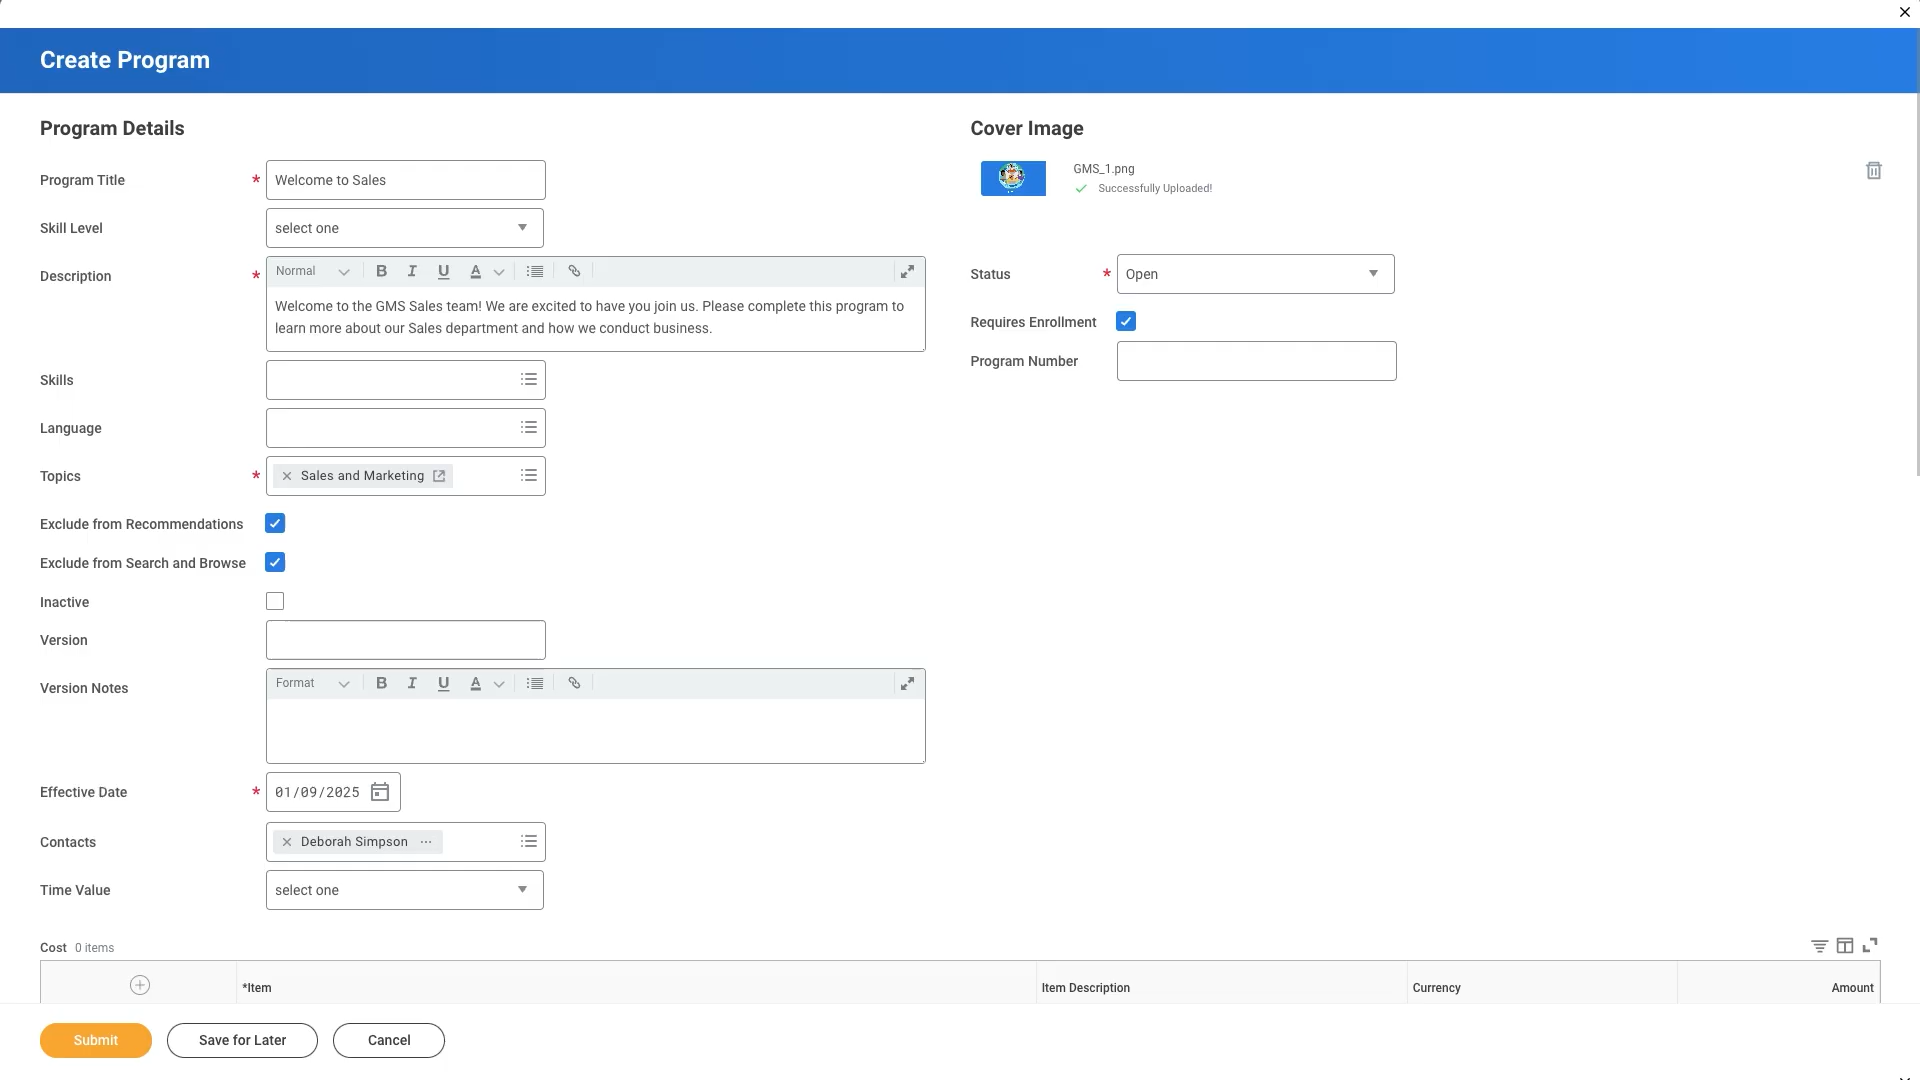 Create Program
Program Details
Program Title * Welcome to Sales
Skill Level select one
Description * Normal B I U A
Welcome to the GMS Sales team! We are excited to have you join us. Please complete this program to
learn more about our Sales department and how we conduct business.
Skills
Language
Topics * Sales and Marketing
Exclude from Recommendations
Exclude from Search and Browse
Inactive
Version
Version Notes Format B I U A
Effective Date * 01/09/2025
Contacts Deborah Simpson ...
Time Value select one
Cover Image
GMS_1.png
Successfully Uploaded!
Status * Open
Requires Enrollment
Program Number
Cost 0 items
*Item Item Description Currency Amount
Submit Save for Later Cancel